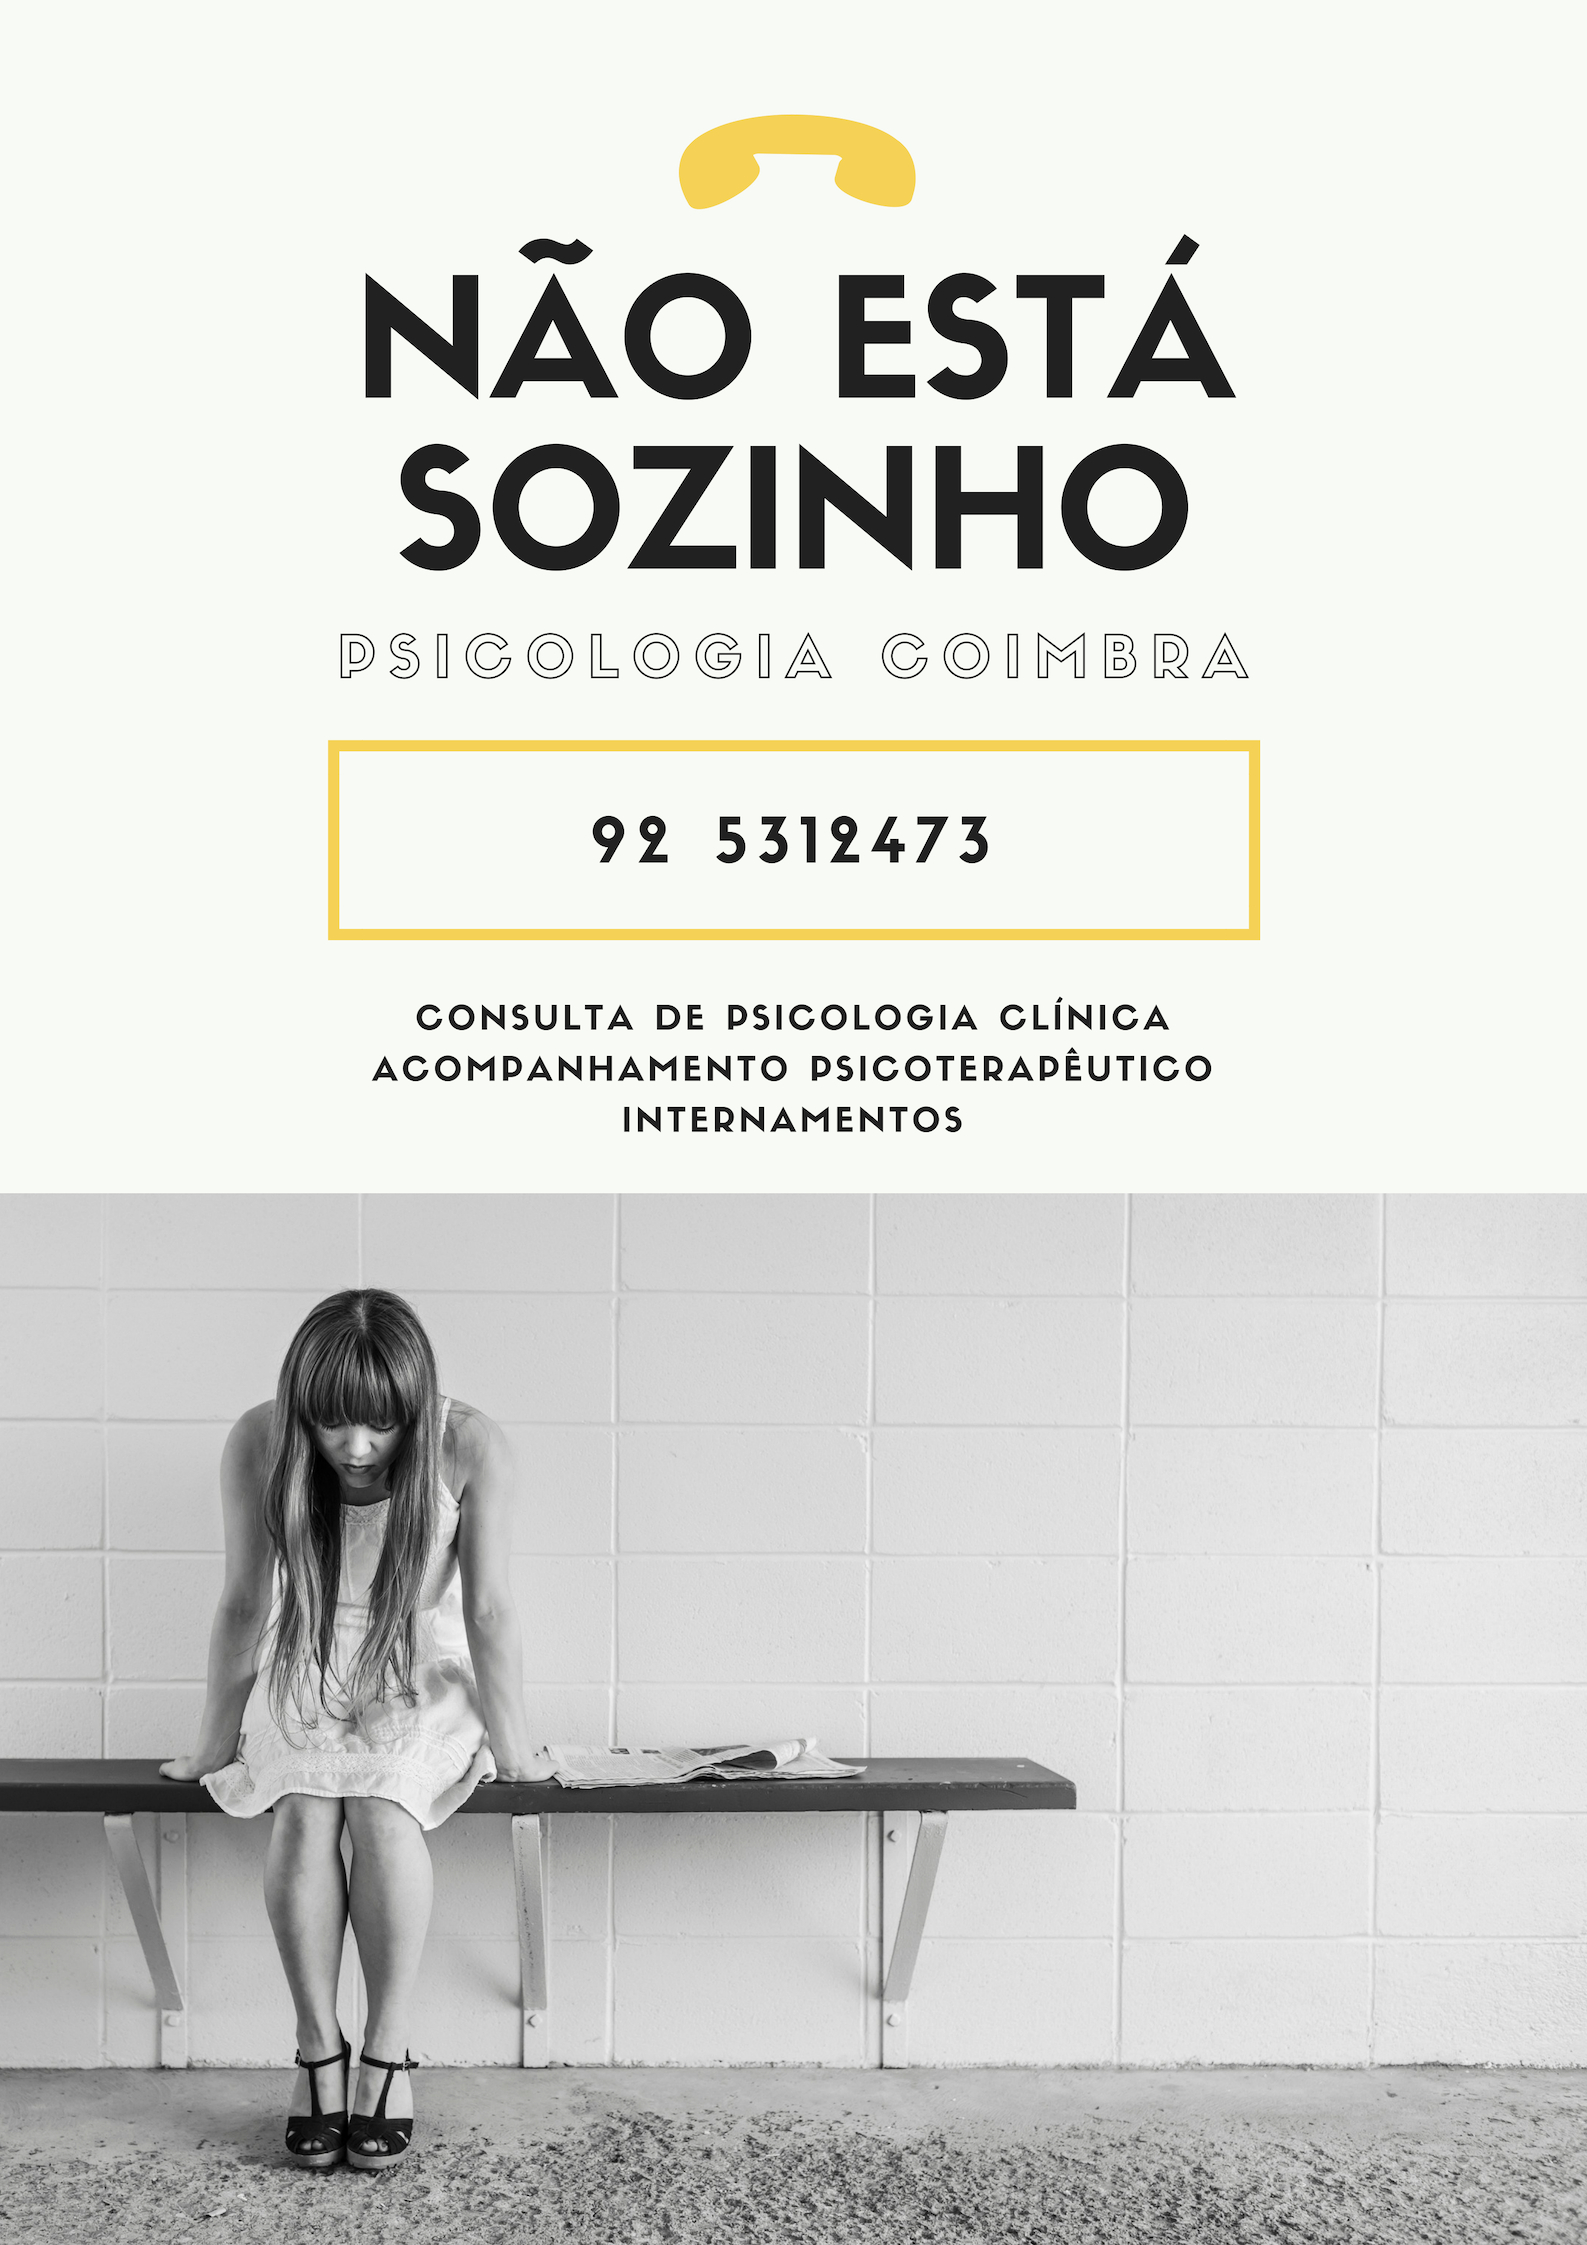 NÃO ESTÁ
SOZINHO
PSICOLOGIA COIMBRA
92 5312473
CONSULTA DE PSICOLOGIA CLÍNICA
ACOMPANHAMENTO PSICOTERAPÊUTICO
INTERNAMENTOS